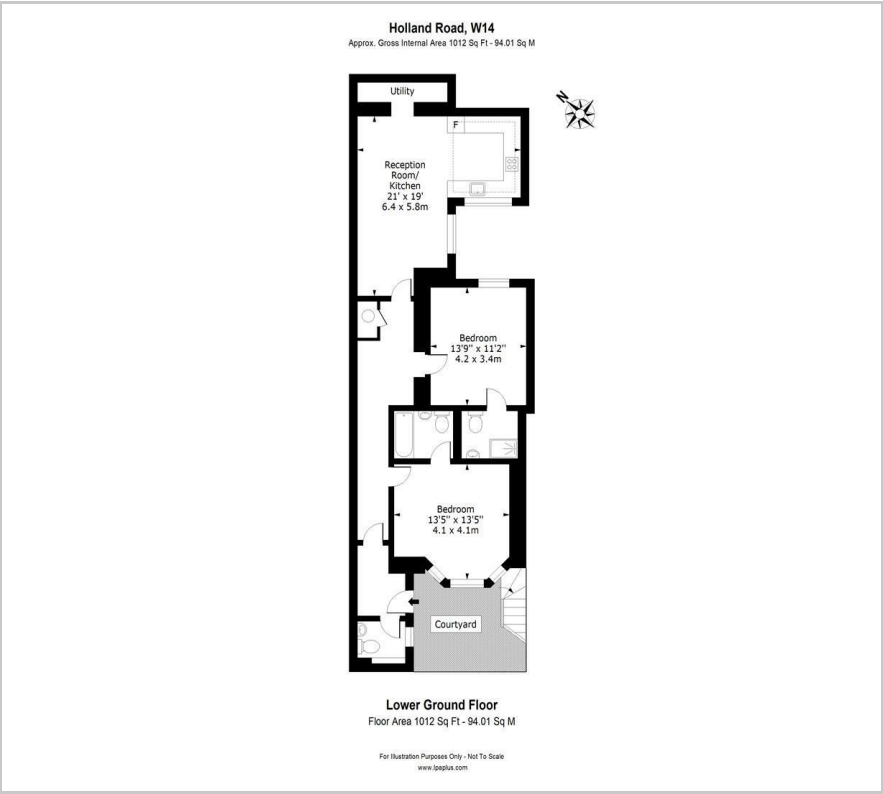 Holland Road, W14
Approx. Gross Internal Area 1012 Sq Ft - 94.01 Sq M
Utility
N
F
Reception
Room/
Kitchen
21' x 19'
6.4 x 5.8m
Bedroom
13'9" x 11'2"
4.2 x 3.4m
Bedroom
13'5" x 13'5"
4.1 x 4.1m
Courtyard
Lower Ground Floor
Floor Area 1012 Sq Ft - 94.01 Sq M
For Illustration Purposes Only - Not To Scale
www.lpaplus.com